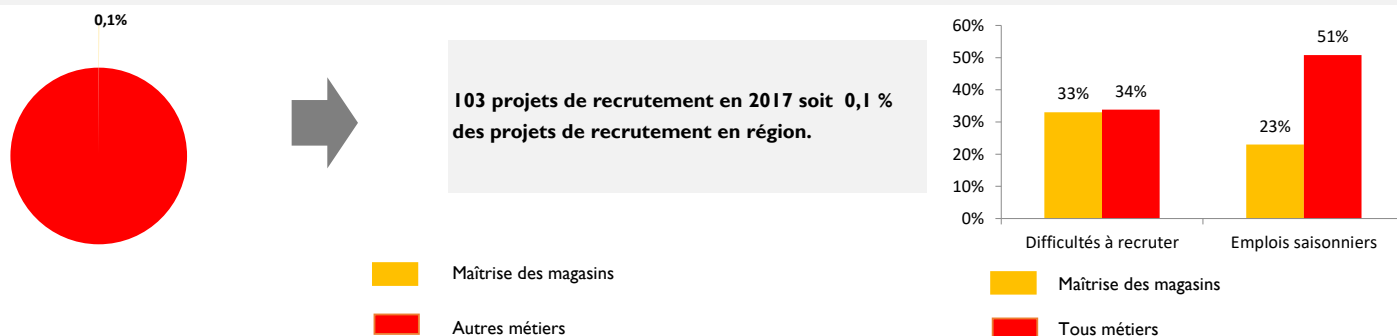 0,1%
103 projets de recrutement en 2017 soit 0,1 %
des projets de recrutement en région.
Maîtrise des magasins
Autres métiers
60%
50%
40%
30%
20%
10%
0%
33%
34%
23%
51%
Difficultés à recruter
Emplois saisonniers
Maîtrise des magasins
Tous métiers